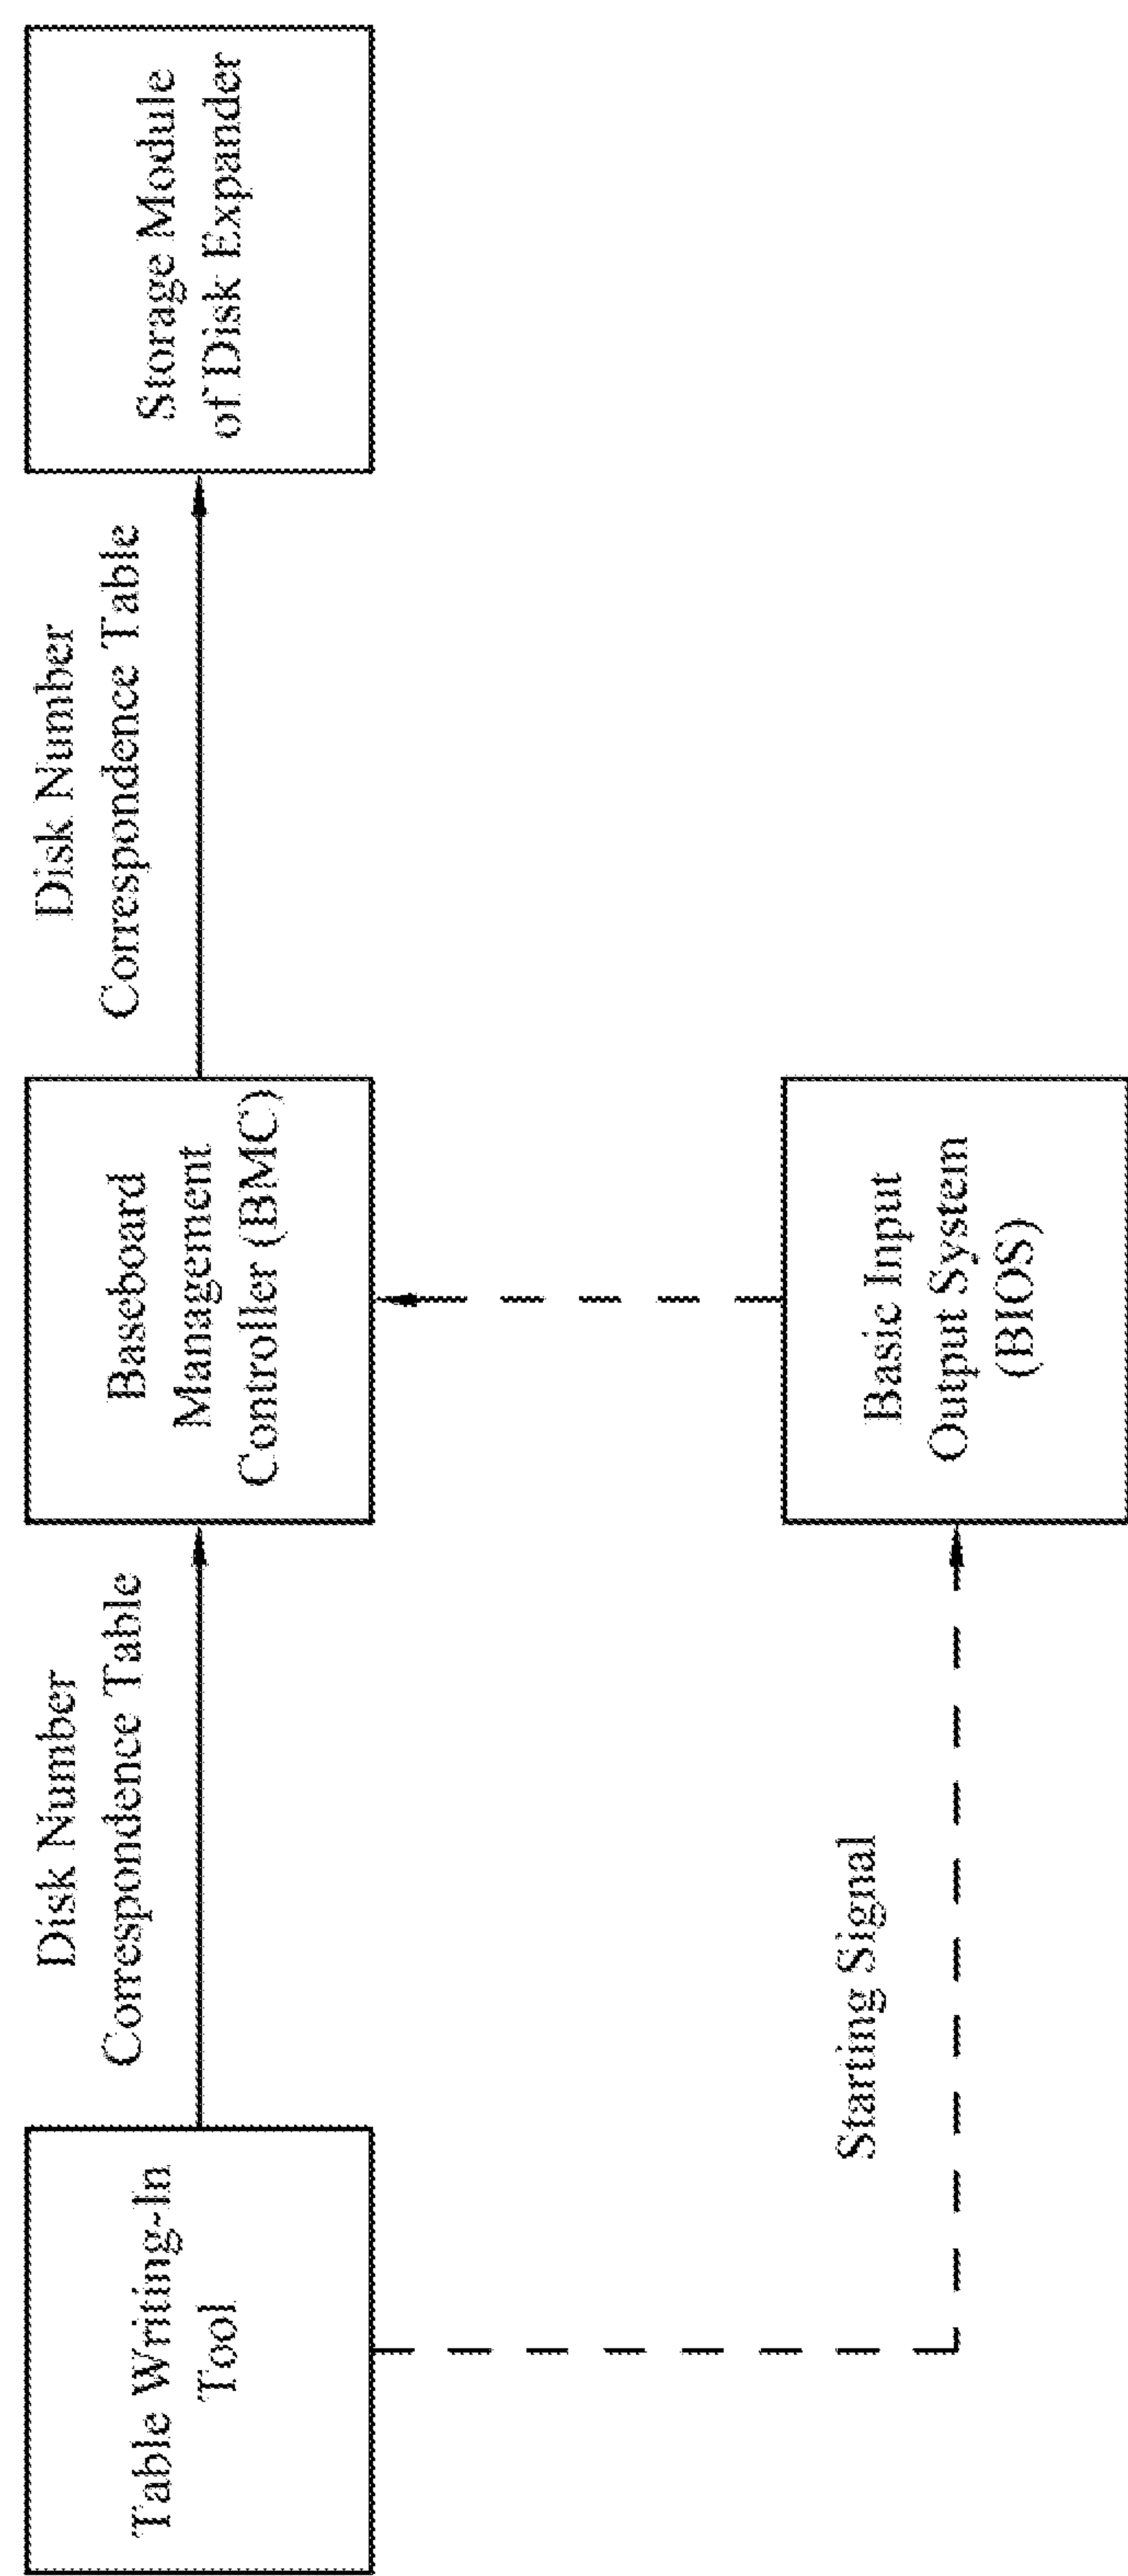 Table Writing-In
Tool
Disk Number
Correspondence Table
Baseboard
Management
Controller (BMC)
Disk Number
Correspondence Table
Storage Module
of Disk Expander
Starting Signal
Basic Input
Output System
(BIOS)